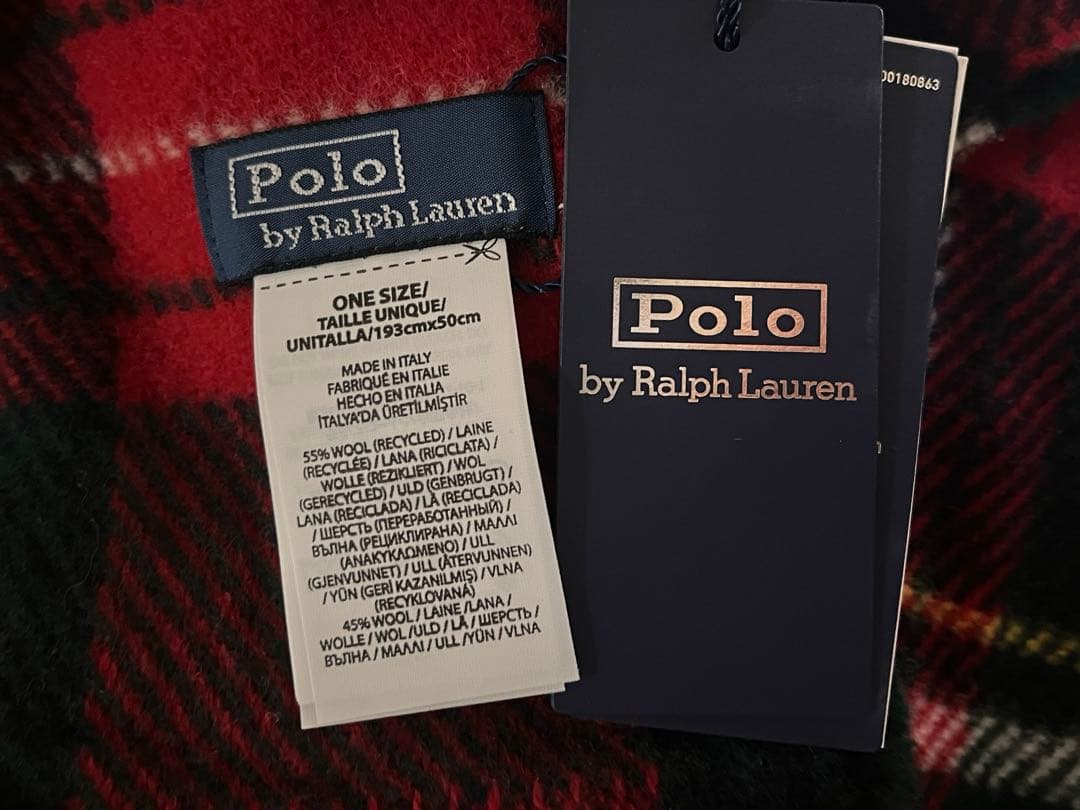 Polo
by Ralph Lauren
ONE SIZE/
TAILLE UNIQUE/
UNITALLA/193cmx50cm
MADE IN ITALY
FABRIQUÉ EN ITALIE
HECHO EN ITALIA
İTALYA'DA ÜRETİLMİŞTİR
55% WOOL (RECYCLED) / LAINE
(RECYCLÉE) / LANA (RICICLATA) /
WOLLE (REZIKLIERT) / WOL
(GERECYCLED) / ULD (GENBRUGT) /
LANA (RECICLADA) / LÃ (RECICLADA)
/ ШЕРСТЬ (ПЕРЕРАБОТАННЫЙ) /
ВЪЛНА (РЕЦИКЛИРАНА) / ΜΑΛΛΙ
(ΑΝΑΚΥΚΛΩΜΕΝΟ) / ULL
(GJENVUNNET) / ULL (ÅTERVUNNEN)
/ YÜN (GERİ KAZANILMIŞ) / VLNA
(RECYKLOVANÁ)
45% WOOL / LAINE /LANA /
WOLLE / WOL /ULD / LÃ / ШЕРСТЬ /
ВЪЛНА / ΜΑΛΛΙ / ULL /YÜN / VLNA
Polo
by Ralph Lauren
00180863